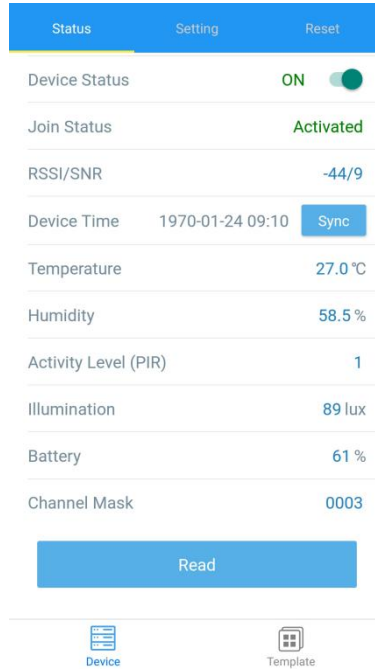 Status Setting Reset
Device Status ON
Join Status Activated
RSSI/SNR -44/9
Device Time 1970-01-24 09:10 Sync
Temperature 27.0 ℃
Humidity 58.5 %
Activity Level (PIR) 1
Illumination 89 lux
Battery 61 %
Channel Mask 0003
Read
Device Template